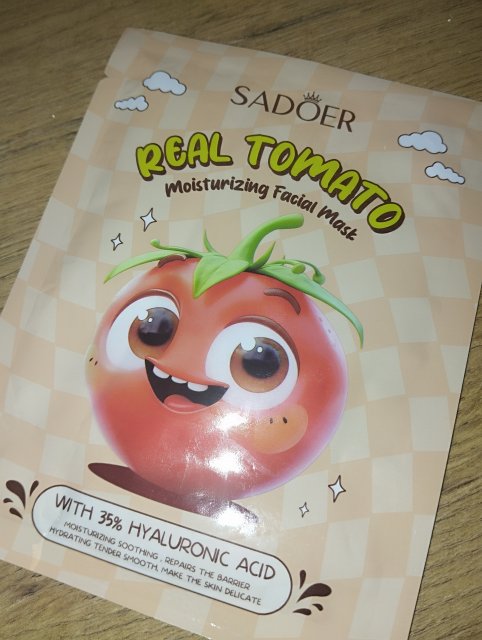 SADOER
REAL TOMATO
Moisturizing Facial Mask
WITH 35% HYALURONIC ACID
MOISTURIZING SOOTHING , REPAIRS THE BARRIER
HYDRATING TENDER SMOOTH, MAKE THE SKIN DELICATE